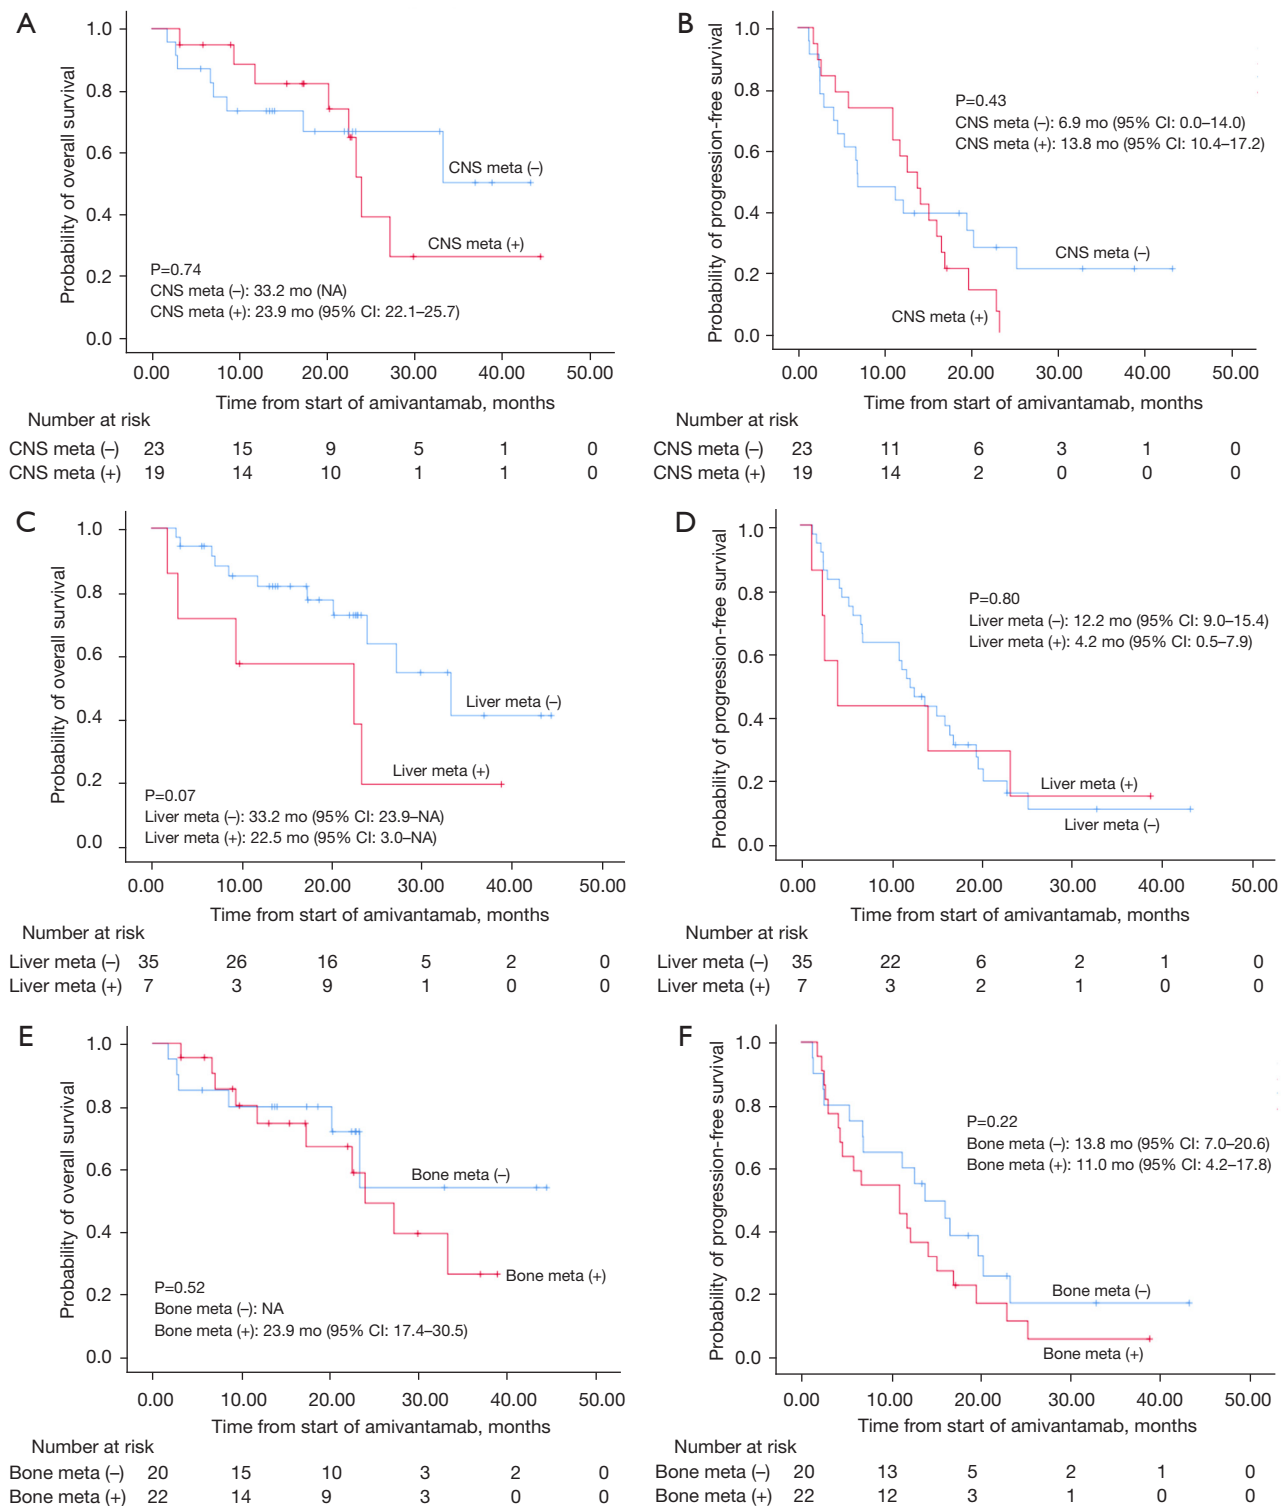 A
Probability of overall survival
1.0
0.8
0.6
0.4
0.2
0.0
CNS meta (–)
CNS meta (+)
P=0.74
CNS meta (–): 33.2 mo (NA)
CNS meta (+): 23.9 mo (95% CI: 22.1–25.7)
0.00 10.00 20.00 30.00 40.00 50.00
Time from start of amivantamab, months
Number at risk
CNS meta (–) 23 15 9 5 1 0
CNS meta (+) 19 14 10 1 1 0
B
Probability of progression-free survival
1.0
0.8
0.6
0.4
0.2
0.0
P=0.43
CNS meta (–): 6.9 mo (95% CI: 0.0–14.0)
CNS meta (+): 13.8 mo (95% CI: 10.4–17.2)
CNS meta (–)
CNS meta (+)
0.00 10.00 20.00 30.00 40.00 50.00
Time from start of amivantamab, months
Number at risk
CNS meta (–) 23 11 6 3 1 0
CNS meta (+) 19 14 2 0 0 0
C
Probability of overall survival
1.0
0.8
0.6
0.4
0.2
0.0
Liver meta (–)
Liver meta (+)
P=0.07
Liver meta (–): 33.2 mo (95% CI: 23.9–NA)
Liver meta (+): 22.5 mo (95% CI: 3.0–NA)
0.00 10.00 20.00 30.00 40.00 50.00
Time from start of amivantamab, months
Number at risk
Liver meta (–) 35 26 16 5 2 0
Liver meta (+) 7 3 9 1 0 0
D
Probability of progression-free survival
1.0
0.8
0.6
0.4
0.2
0.0
P=0.80
Liver meta (–): 12.2 mo (95% CI: 9.0–15.4)
Liver meta (+): 4.2 mo (95% CI: 0.5–7.9)
Liver meta (+)
Liver meta (–)
0.00 10.00 20.00 30.00 40.00 50.00
Time from start of amivantamab, months
Number at risk
Liver meta (–) 35 22 6 2 1 0
Liver meta (+) 7 3 2 1 0 0
E
Probability of overall survival
1.0
0.8
0.6
0.4
0.2
0.0
Bone meta (–)
Bone meta (+)
P=0.52
Bone meta (–): NA
Bone meta (+): 23.9 mo (95% CI: 17.4–30.5)
0.00 10.00 20.00 30.00 40.00 50.00
Time from start of amivantamab, months
Number at risk
Bone meta (–) 20 15 10 3 2 0
Bone meta (+) 22 14 9 3 0 0
F
Probability of progression-free survival
1.0
0.8
0.6
0.4
0.2
0.0
P=0.22
Bone meta (–): 13.8 mo (95% CI: 7.0–20.6)
Bone meta (+): 11.0 mo (95% CI: 4.2–17.8)
Bone meta (–)
Bone meta (+)
0.00 10.00 20.00 30.00 40.00 50.00
Time from start of amivantamab, months
Number at risk
Bone meta (–) 20 13 5 2 1 0
Bone meta (+) 22 12 3 1 0 0